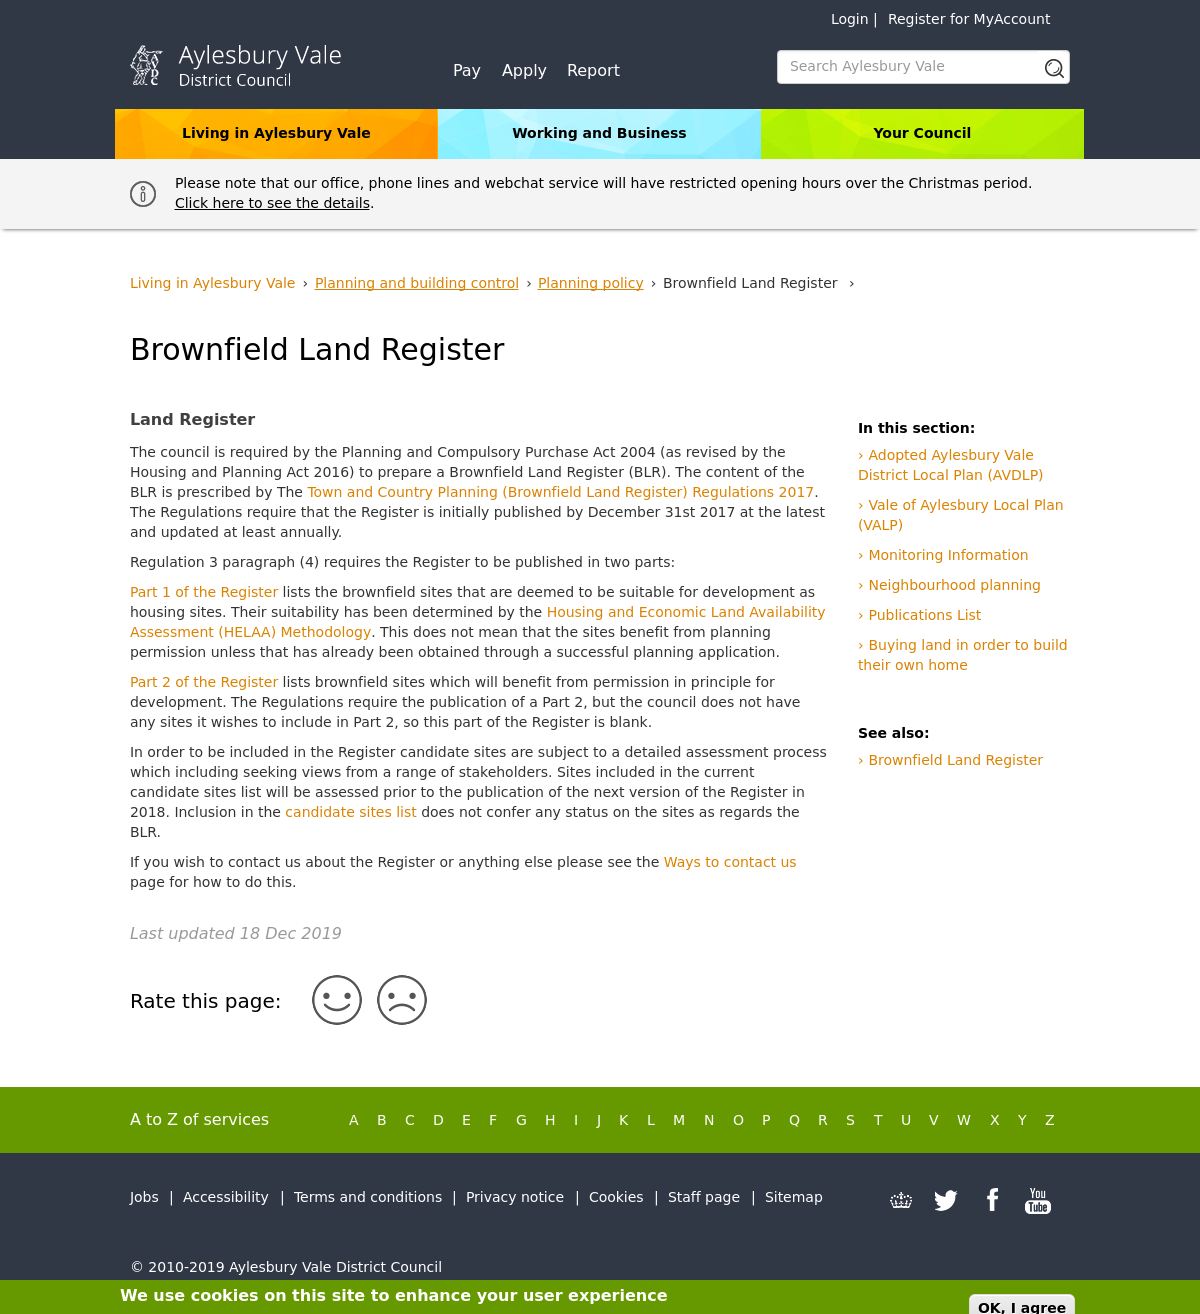 Login | Register for MyAccount
Aylesbury Vale
District Council
Pay Apply Report
Search Aylesbury Vale
Living in Aylesbury Vale Working and Business Your Council
Please note that our office, phone lines and webchat service will have restricted opening hours over the Christmas period.
Click here to see the details.
Living in Aylesbury Vale › Planning and building control › Planning policy › Brownfield Land Register ›
Brownfield Land Register
Land Register
The council is required by the Planning and Compulsory Purchase Act 2004 (as revised by the
Housing and Planning Act 2016) to prepare a Brownfield Land Register (BLR). The content of the
BLR is prescribed by The Town and Country Planning (Brownfield Land Register) Regulations 2017.
The Regulations require that the Register is initially published by December 31st 2017 at the latest
and updated at least annually.
Regulation 3 paragraph (4) requires the Register to be published in two parts:
Part 1 of the Register lists the brownfield sites that are deemed to be suitable for development as
housing sites. Their suitability has been determined by the Housing and Economic Land Availability
Assessment (HELAA) Methodology. This does not mean that the sites benefit from planning
permission unless that has already been obtained through a successful planning application.
Part 2 of the Register lists brownfield sites which will benefit from permission in principle for
development. The Regulations require the publication of a Part 2, but the council does not have
any sites it wishes to include in Part 2, so this part of the Register is blank.
In order to be included in the Register candidate sites are subject to a detailed assessment process
which including seeking views from a range of stakeholders. Sites included in the current
candidate sites list will be assessed prior to the publication of the next version of the Register in
2018. Inclusion in the candidate sites list does not confer any status on the sites as regards the
BLR.
If you wish to contact us about the Register or anything else please see the Ways to contact us
page for how to do this.
Last updated 18 Dec 2019
Rate this page:
In this section:
› Adopted Aylesbury Vale
District Local Plan (AVDLP)
› Vale of Aylesbury Local Plan
(VALP)
› Monitoring Information
› Neighbourhood planning
› Publications List
› Buying land in order to build
their own home
See also:
› Brownfield Land Register
A to Z of services A B C D E F G H I J K L M N O P Q R S T U V W X Y Z
Jobs | Accessibility | Terms and conditions | Privacy notice | Cookies | Staff page | Sitemap
You
Tube
© 2010-2019 Aylesbury Vale District Council
We use cookies on this site to enhance your user experience
OK, I agree